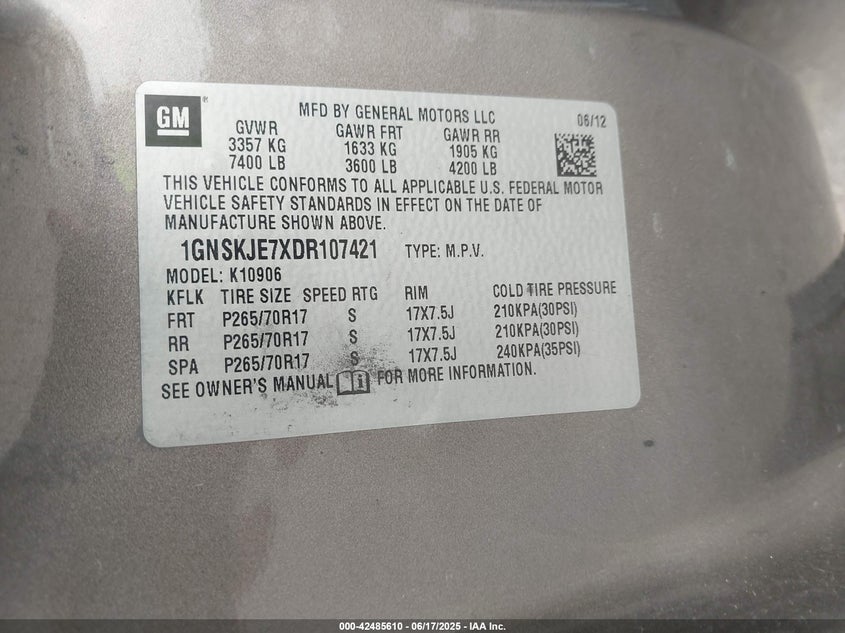 GM ®
MFD BY GENERAL MOTORS LLC 06/12
GVWR GAWR FRT GAWR RR
3357 KG 1633 KG 1905 KG
7400 LB 3600 LB 4200 LB
THIS VEHICLE CONFORMS TO ALL APPLICABLE U.S. FEDERAL MOTOR
VEHICLE SAFETY STANDARDS IN EFFECT ON THE DATE OF
MANUFACTURE SHOWN ABOVE.
1GNSKJE7XDR107421 TYPE: M.P.V.
MODEL: K10906
KFLK TIRE SIZE SPEED RTG RIM COLD TIRE PRESSURE
FRT P265/70R17 S 17X7.5J 210KPA(30PSI)
RR P265/70R17 S 17X7.5J 210KPA(30PSI)
SPA P265/70R17 S 17X7.5J 240KPA(35PSI)
SEE OWNER'S MANUAL FOR MORE INFORMATION.
000-42485610 - 06/17/2025 - IAA Inc.